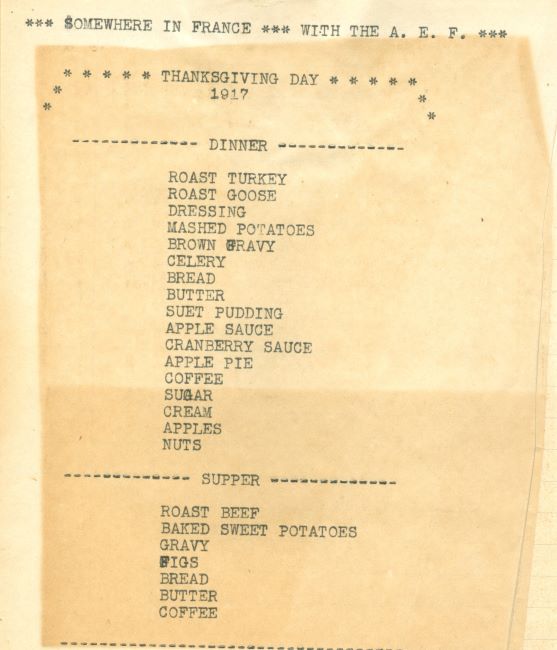 *** SOMEWHERE IN FRANCE *** WITH THE A. E. F. ***
* * * * * THANKSGIVING DAY * * * * *
1917
------------- DINNER -------------
ROAST TURKEY
ROAST GOOSE
DRESSING
MASHED POTATOES
BROWN GRAVY
CELERY
BREAD
BUTTER
SUET PUDDING
APPLE SAUCE
CRANBERRY SAUCE
APPLE PIE
COFFEE
SUGAR
CREAM
APPLES
NUTS
------------- SUPPER -------------
ROAST BEEF
BAKED SWEET POTATOES
GRAVY
FIGS
BREAD
BUTTER
COFFEE